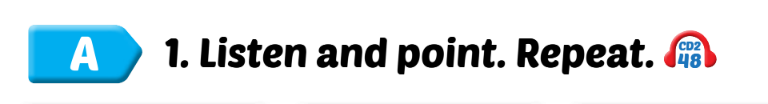 A 1. Listen and point. Repeat. CD2
48